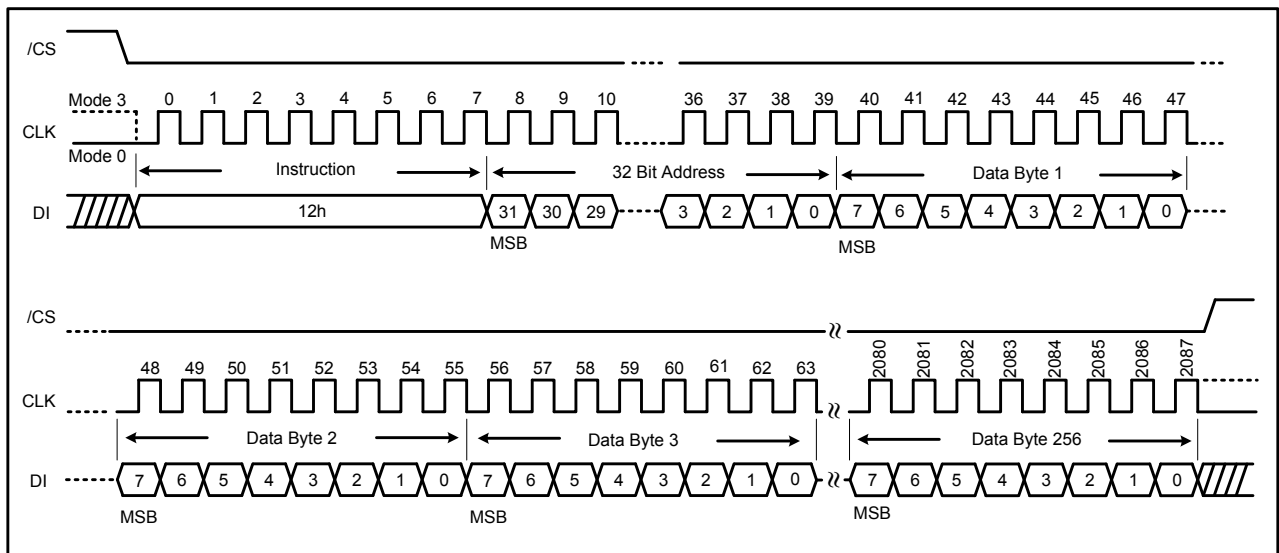 /CS
Mode 3 0 1 2 3 4 5 6 7 8 9 10 36 37 38 39 40 41 42 43 44 45 46 47
CLK
Mode 0
Instruction 32 Bit Address Data Byte 1
DI 12h 31 30 29 3 2 1 0 7 6 5 4 3 2 1 0
MSB MSB
/CS
48 49 50 51 52 53 54 55 56 57 58 59 60 61 62 63 2080 2081 2082 2083 2084 2085 2086 2087
CLK
Data Byte 2 Data Byte 3 Data Byte 256
DI 7 6 5 4 3 2 1 0 7 6 5 4 3 2 1 0 7 6 5 4 3 2 1 0
MSB MSB MSB